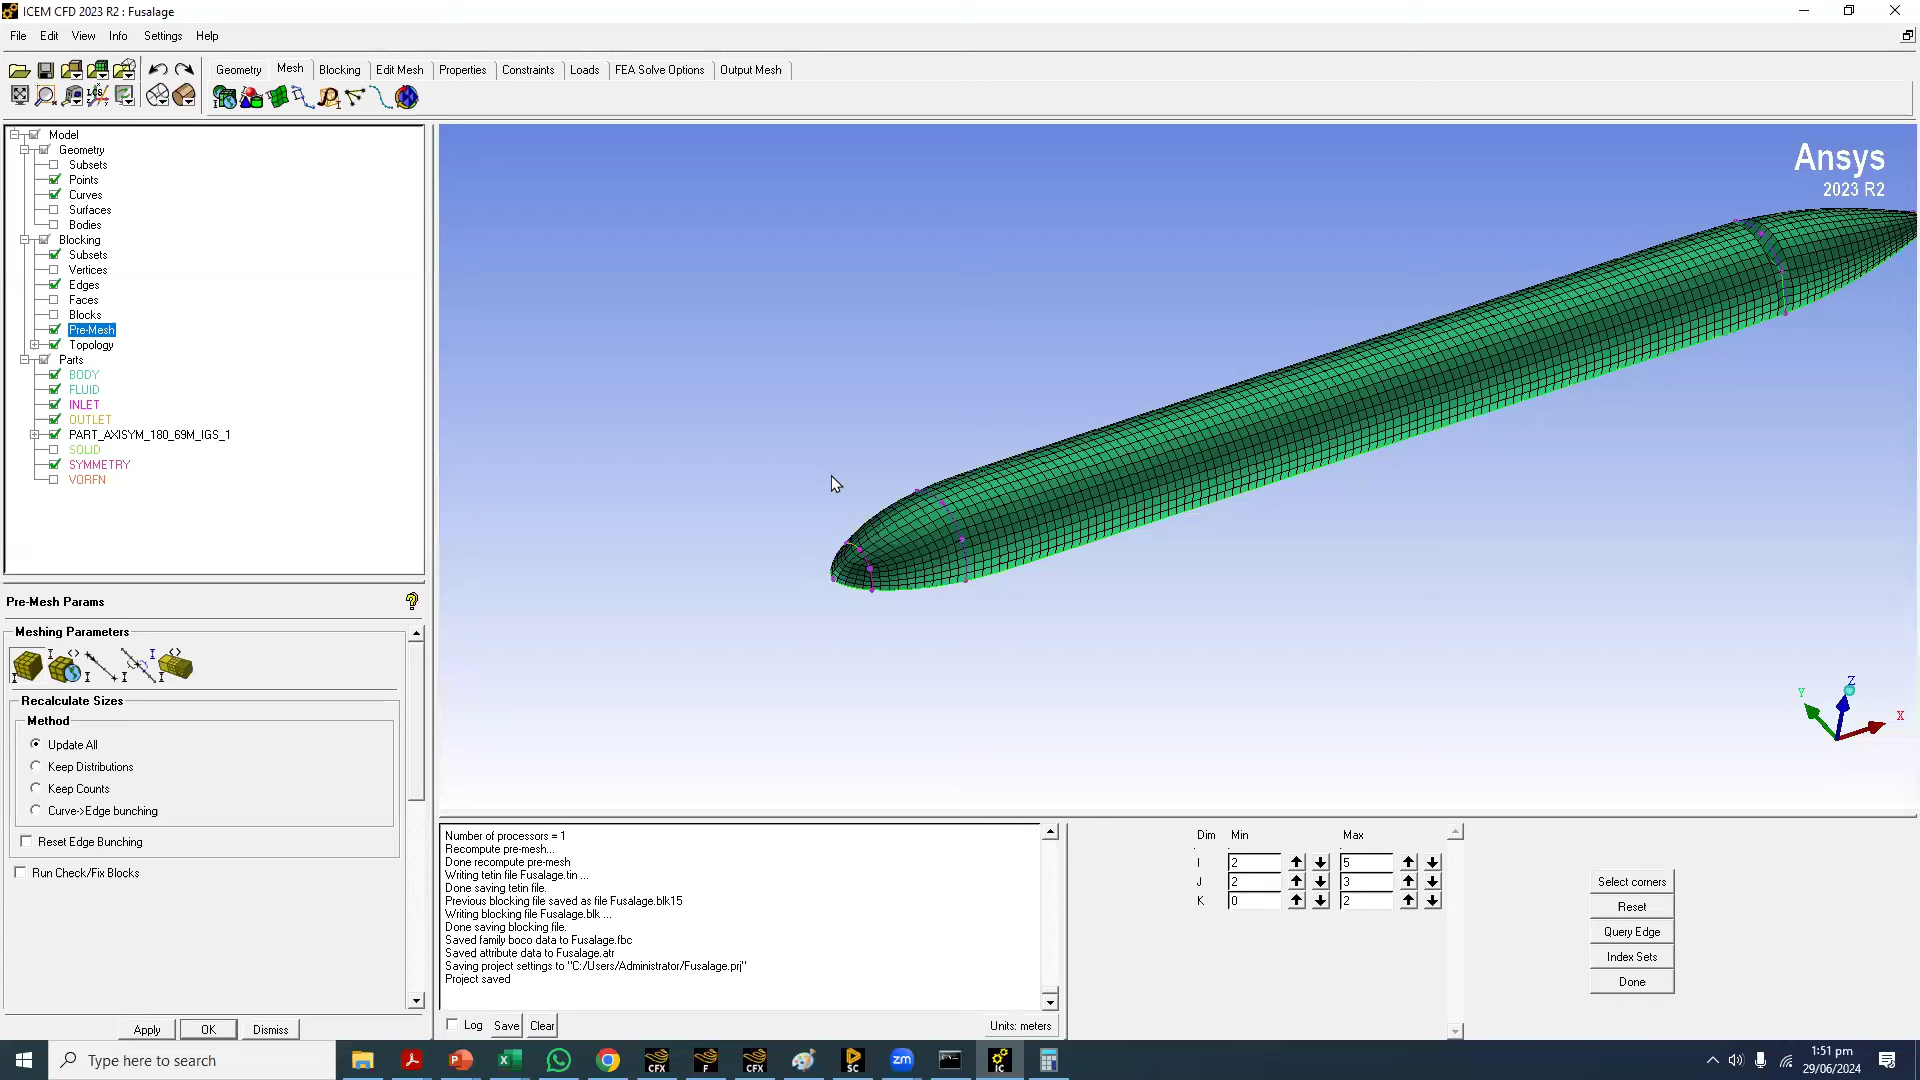 ICEM CFD 2023 R2 : Fusalage
File Edit View Info Settings Help
Geometry Mesh Blocking Edit Mesh Properties Constraints Loads FEA Solve Options Output Mesh
Model
Geometry
Subsets
Points
Curves
Surfaces
Bodies
Blocking
Subsets
Vertices
Edges
Faces
Blocks
Pre-Mesh
Topology
Parts
BODY
FLUID
INLET
OUTLET
PART_AXISYM_180_69M_IGS_1
SOLID
SYMMETRY
VORFN
Ansys
2023 R2
Z
Y
X
Pre-Mesh Params
Meshing Parameters
Recalculate Sizes
Method
Update All
Keep Distributions
Keep Counts
Curve->Edge bunching
Reset Edge Bunching
Run Check/Fix Blocks
Apply OK Dismiss
Number of processors = 1
Recompute pre-mesh...
Done recompute pre-mesh
Writing tetin file Fusalage.tin ...
Done saving tetin file.
Previous blocking file saved as file Fusalage.blk15
Writing blocking file Fusalage.blk ...
Done saving blocking file.
Saved family boco data to Fusalage.fbc
Saved attribute data to Fusalage.atr
Saving project settings to "C:/Users/Administrator/Fusalage.prj"
Project saved
Log Save Clear Units: meters
Dim Min Max
I 2 5
J 2 3
K 0 2
Select corners
Reset
Query Edge
Index Sets
Done
Type here to search
CFX F CFX SC zm IC
1:51 pm
29/06/2024